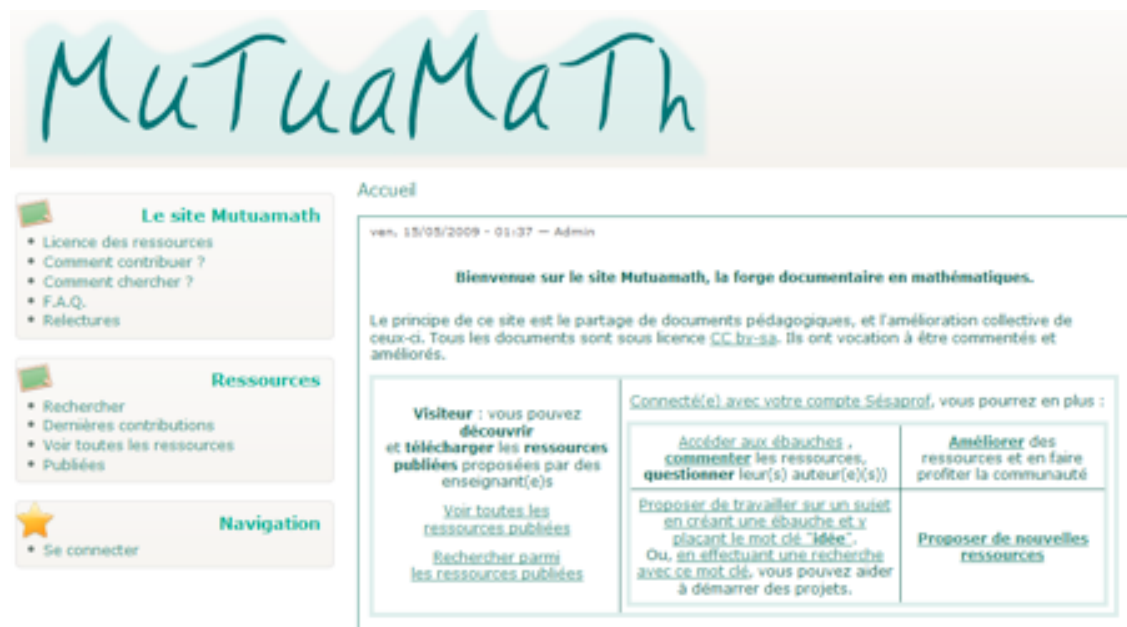 MuTuaMaTh
Le site Mutuamath
Licence des ressources
Comment contribuer ?
Comment chercher ?
F.A.Q.
Relectures
Ressources
Rechercher
Dernières contributions
Voir toutes les ressources
Publiées
Navigation
Se connecter
Accueil
ven, 15/05/2009 - 01:37 — Admin
Bienvenue sur le site Mutuamath, la forge documentaire en mathématiques.
Le principe de ce site est le partage de documents pédagogiques, et l'amélioration collective de
ceux-ci. Tous les documents sont sous licence CC by-sa. Ils ont vocation à être commentés et
améliorés.
Visiteur : vous pouvez
découvrir
et télécharger les ressources
publiées proposées par des
enseignant(e)s
Voir toutes les
ressources publiées
Rechercher parmi
les ressources publiées
Connecté(e) avec votre compte Sésaprof, vous pourrez en plus :
Accéder aux ébauches ,
commenter les ressources,
questionner leur(s) auteur(e)(s))
Améliorer des
ressources et en faire
profiter la communauté
Proposer de travailler sur un sujet
en créant une ébauche et y
plaçant le mot clé "idée".
Ou, en effectuant une recherche
avec ce mot clé, vous pouvez aider
à démarrer des projets.
Proposer de nouvelles
ressources